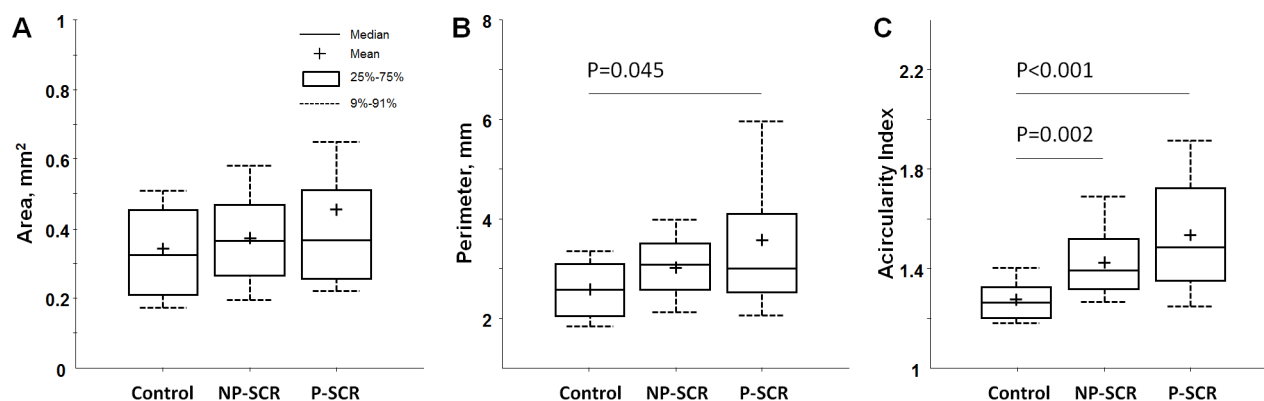 A
1
0.8
0.6
0.4
0.2
0
Area, mm²
Median
Mean
25%-75%
9%-91%
Control
NP-SCR
P-SCR
B
8
6
4
2
Perimeter, mm
P=0.045
Control
NP-SCR
P-SCR
C
2.2
1.8
1.4
1
Acircularity Index
P<0.001
P=0.002
Control
NP-SCR
P-SCR